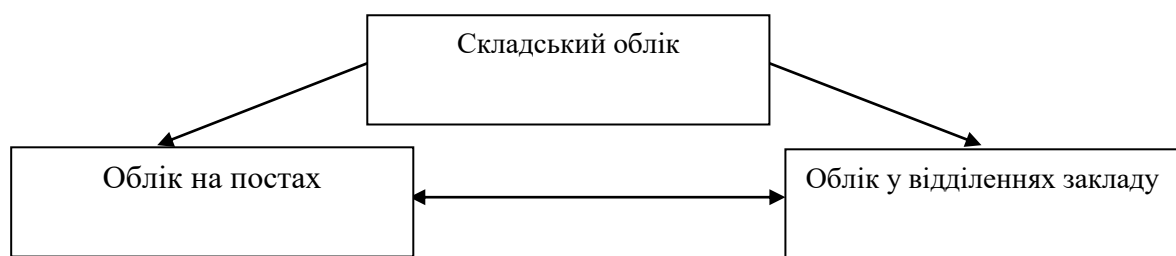 Складський облік
Облік на постах
Облік у відділеннях закладу